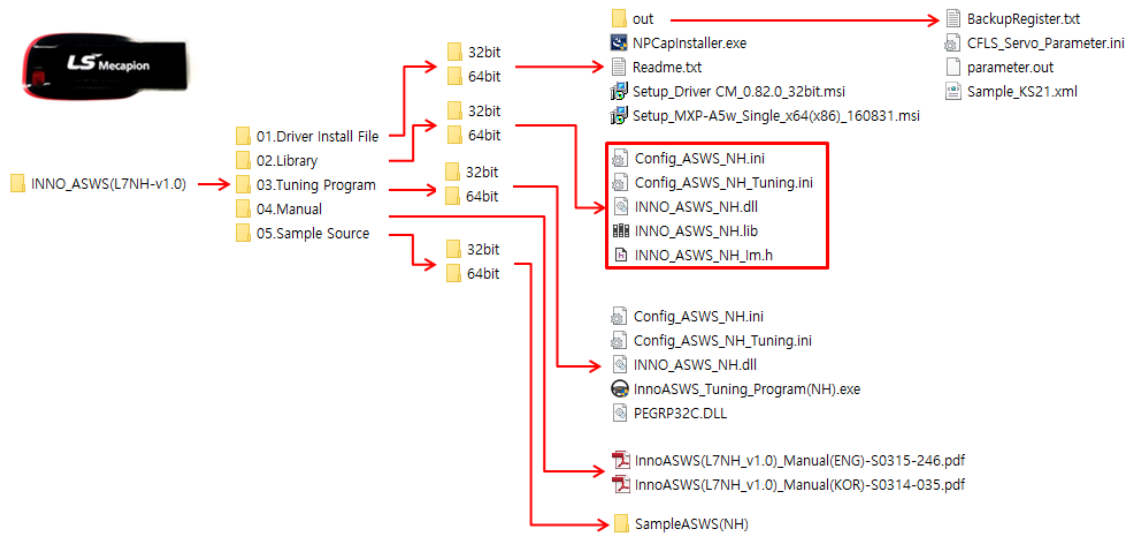 LS Mecapion
INNO_ASWS(L7NH-v1.0)
01.Driver Install File
02.Library
03.Tuning Program
04.Manual
05.Sample Source
32bit
64bit
32bit
64bit
32bit
64bit
32bit
64bit
out
NPCapInstaller.exe
Readme.txt
Setup_Driver CM_0.82.0_32bit.msi
Setup_MXP-A5w_Single_x64(x86)_160831.msi
BackupRegister.txt
CFLS_Servo_Parameter.ini
parameter.out
Sample_KS21.xml
Config_ASWS_NH.ini
Config_ASWS_NH_Tuning.ini
INNO_ASWS_NH.dll
INNO_ASWS_NH.lib
INNO_ASWS_NH_Im.h
Config_ASWS_NH.ini
Config_ASWS_NH_Tuning.ini
INNO_ASWS_NH.dll
InnoASWS_Tuning_Program(NH).exe
PEGRP32C.DLL
InnoASWS(L7NH_v1.0)_Manual(ENG)-S0315-246.pdf
InnoASWS(L7NH_v1.0)_Manual(KOR)-S0314-035.pdf
SampleASWS(NH)